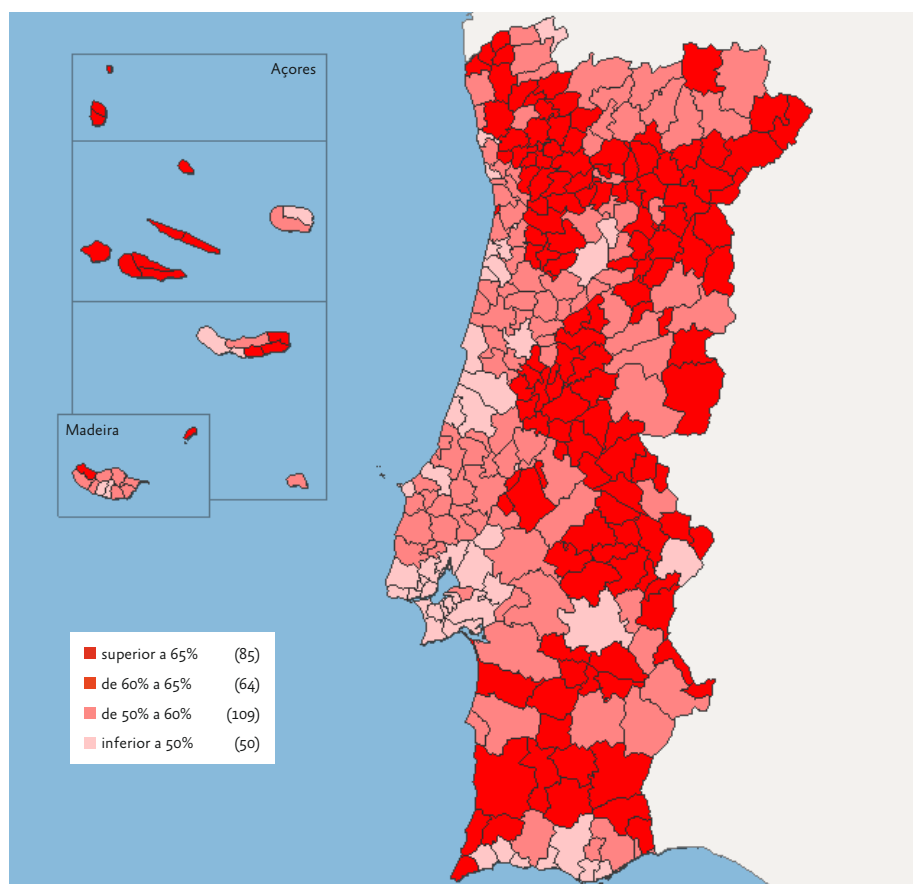 Açores
Madeira
superior a 65% (85)
de 60% a 65% (64)
de 50% a 60% (109)
inferior a 50% (50)